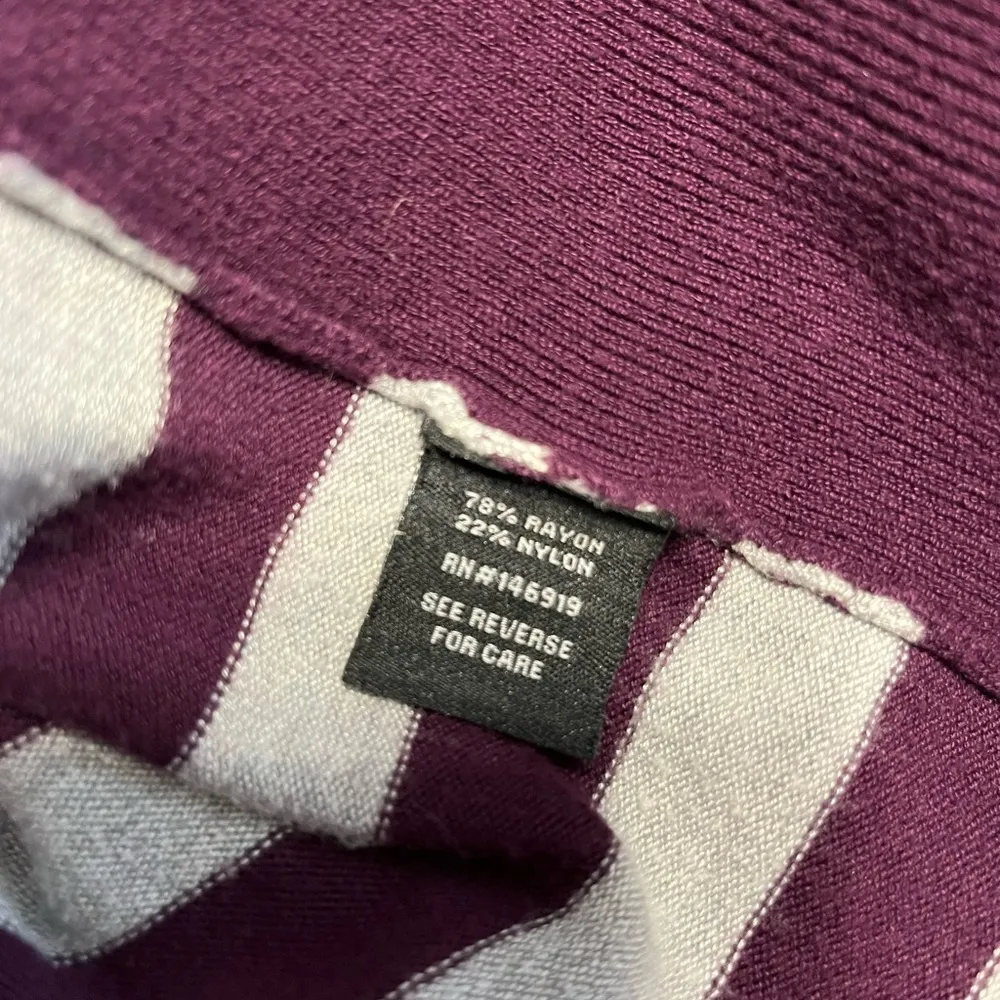 78% RAYON
22% NYLON
RN#146919
SEE REVERSE
FOR CARE